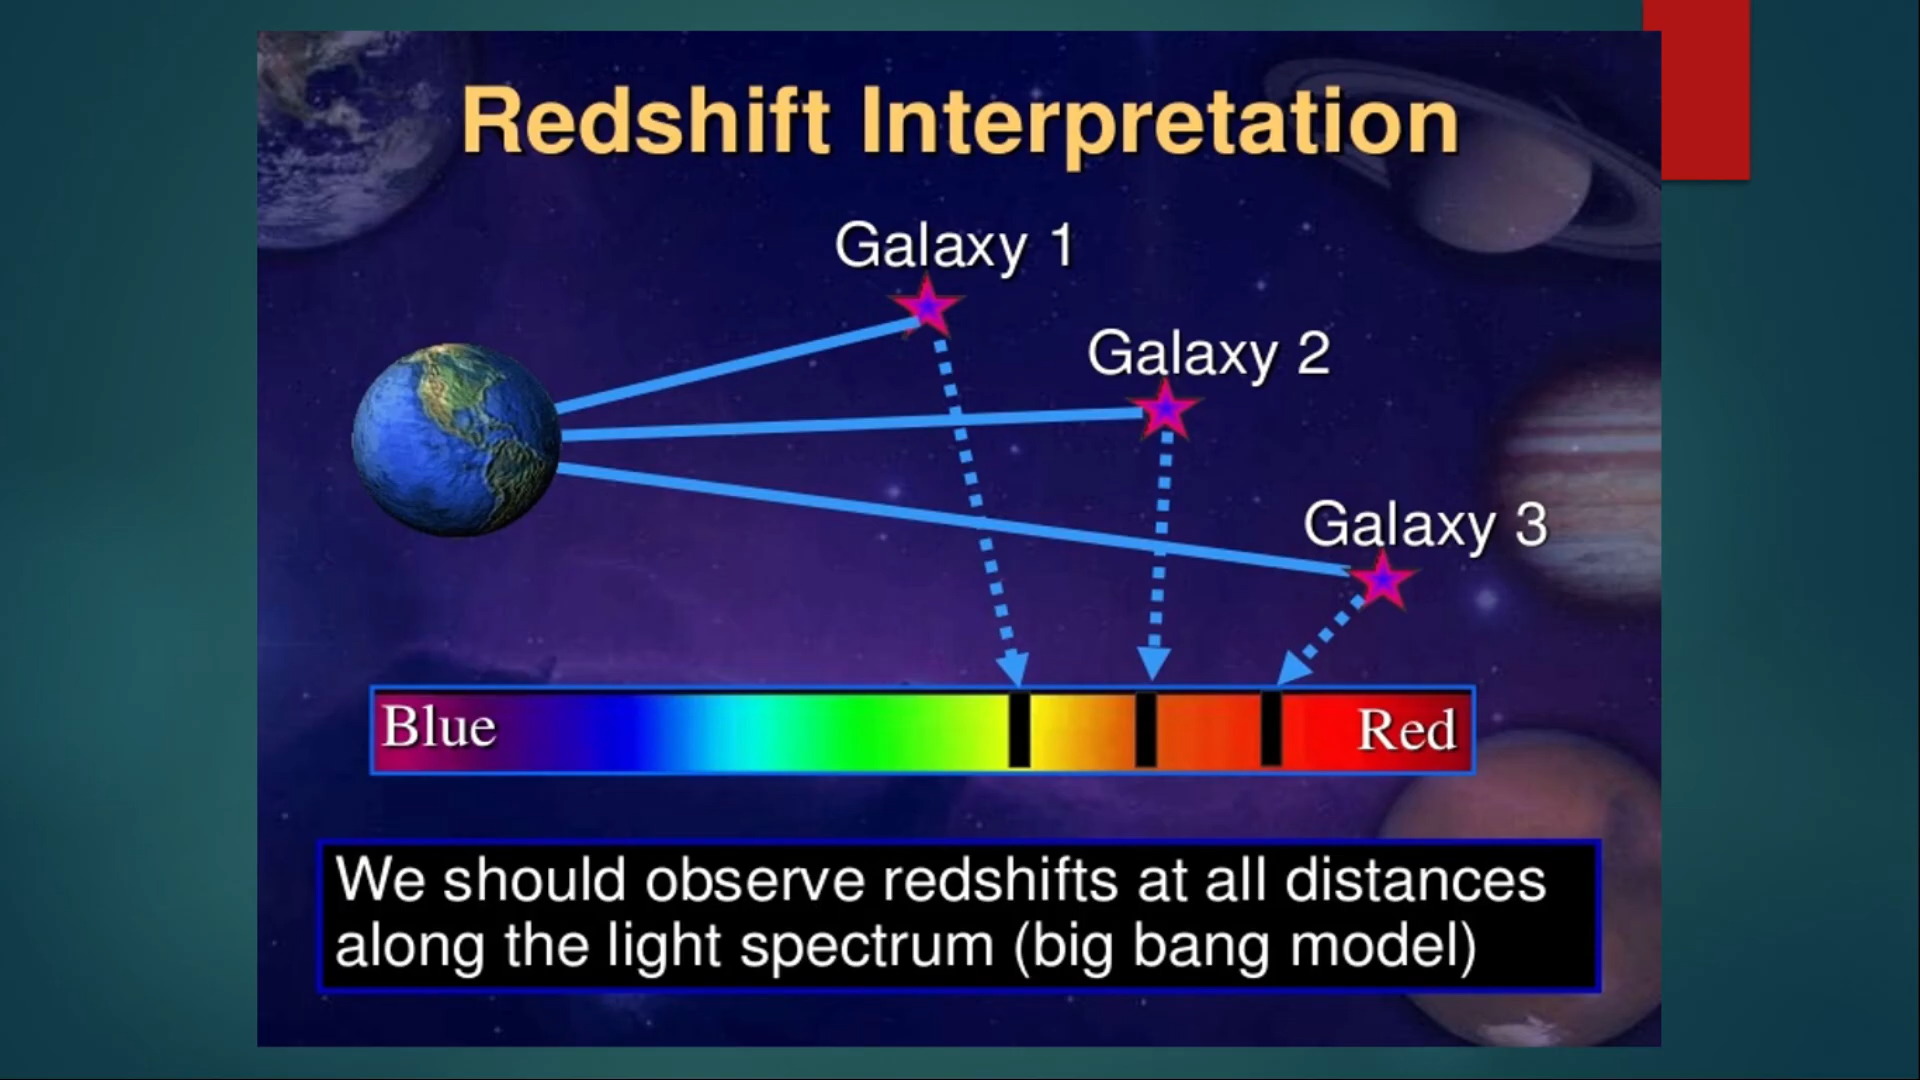 Redshift Interpretation
Galaxy 1
Galaxy 2
Galaxy 3
Blue
Red
We should observe redshifts at all distances
along the light spectrum (big bang model)